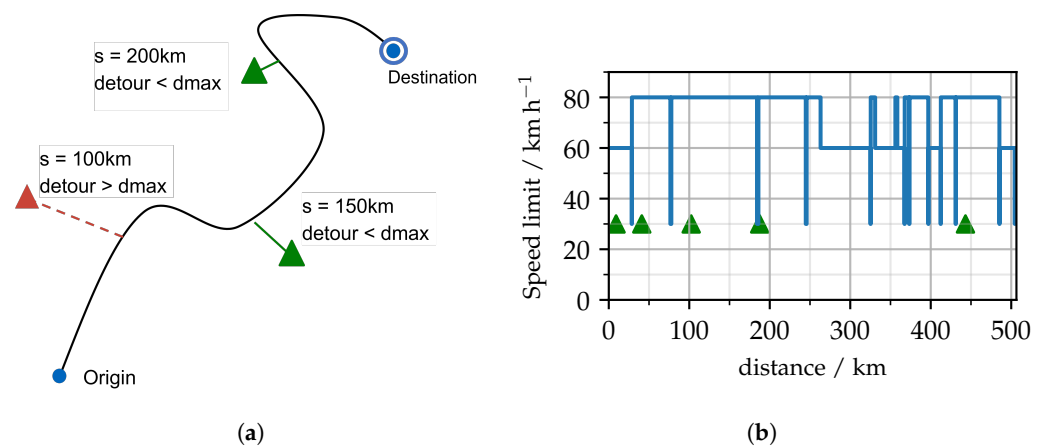 s = 200km
detour < dmax
Destination
s = 100km
detour > dmax
s = 150km
detour < dmax
Origin
(a)
Speed limit / km h⁻¹
80
60
40
20
0
0 100 200 300 400 500
distance / km
(b)